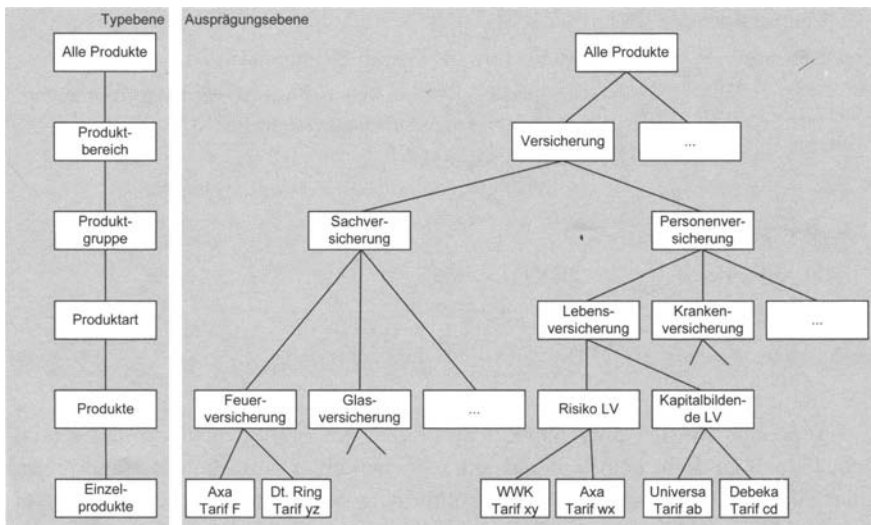 Typebene
Ausprägungsebene
Alle Produkte
Alle Produkte
Produkt-
bereich
Versicherung
...
Produkt-
gruppe
Sachver-
sicherung
Personenver-
sicherung
Produktart
Lebens-
versicherung
Kranken-
versicherung
...
Produkte
Feuer-
versicherung
Glas-
versicherung
...
Risiko LV
Kapitalbilden-
de LV
Einzel-
produkte
Axa
Tarif F
Dt. Ring
Tarif yz
WWK
Tarif xy
Axa
Tarif wx
Universa
Tarif ab
Debeka
Tarif cd